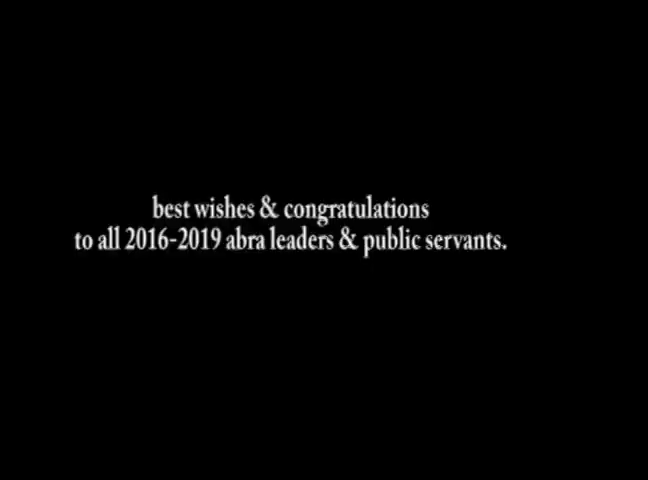 best wishes & congratulations
to all 2016-2019 abra leaders & public servants.